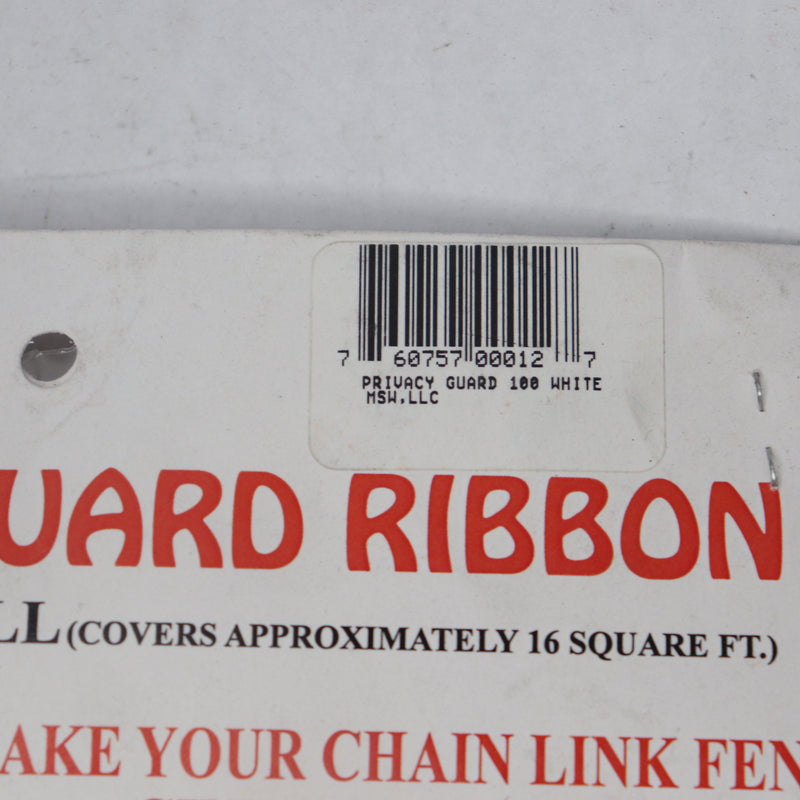 7 60757 00012 7
PRIVACY GUARD 100 WHITE
MSW,LLC
UARD RIBBON
LL (COVERS APPROXIMATELY 16 SQUARE FT.)
AKE YOUR CHAIN LINK FEN